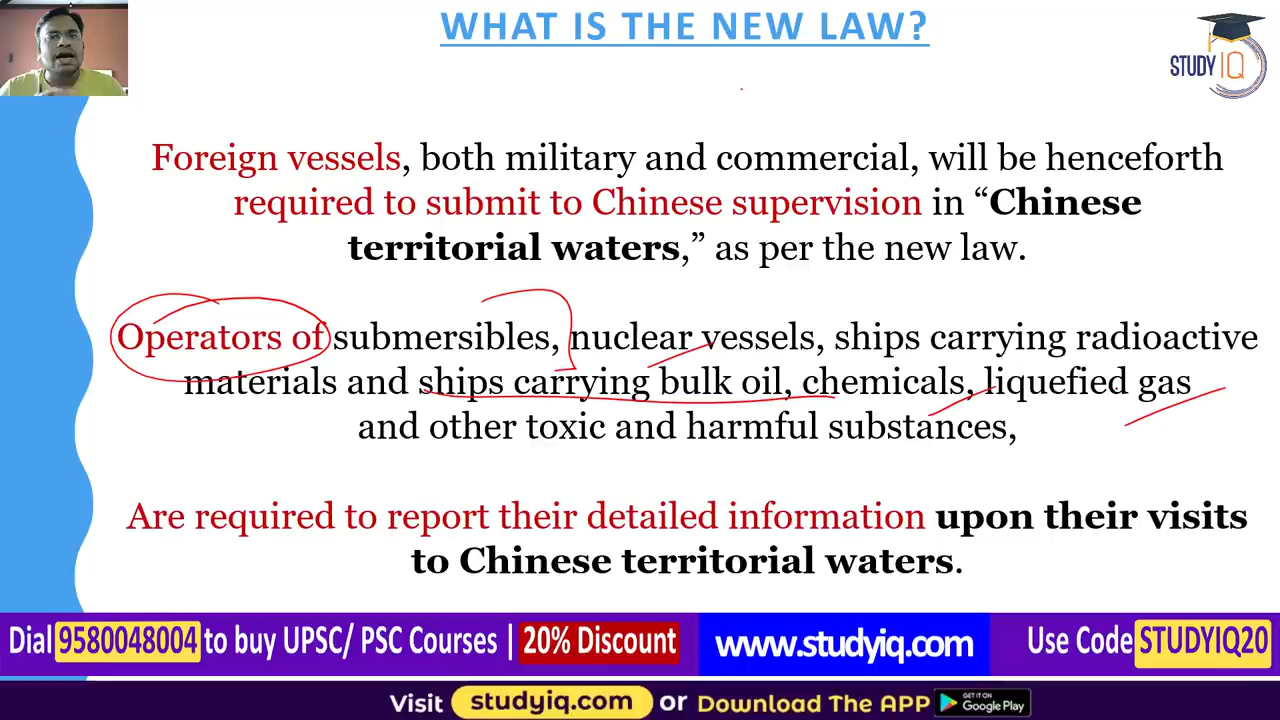 WHAT IS THE NEW LAW?
STUDY IQ
Foreign vessels, both military and commercial, will be henceforth
required to submit to Chinese supervision in “Chinese
territorial waters,” as per the new law.
Operators of submersibles, nuclear vessels, ships carrying radioactive
materials and ships carrying bulk oil, chemicals, liquefied gas
and other toxic and harmful substances,
Are required to report their detailed information upon their visits
to Chinese territorial waters.
Dial 9580048004 to buy UPSC/ PSC Courses | 20% Discount
www.studyiq.com
Use Code STUDYIQ20
Visit studyiq.com or Download The APP
GET IT ON
Google Play